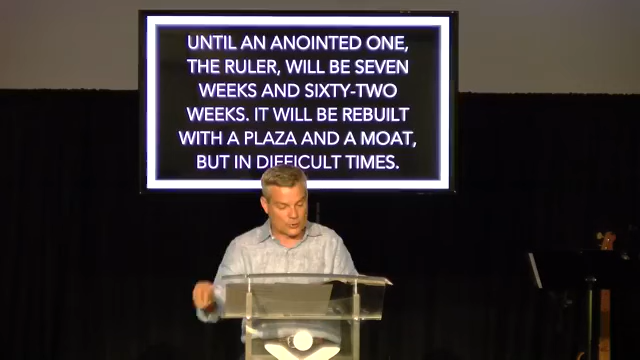 UNTIL AN ANOINTED ONE,
THE RULER, WILL BE SEVEN
WEEKS AND SIXTY-TWO
WEEKS. IT WILL BE REBUILT
WITH A PLAZA AND A MOAT,
BUT IN DIFFICULT TIMES.